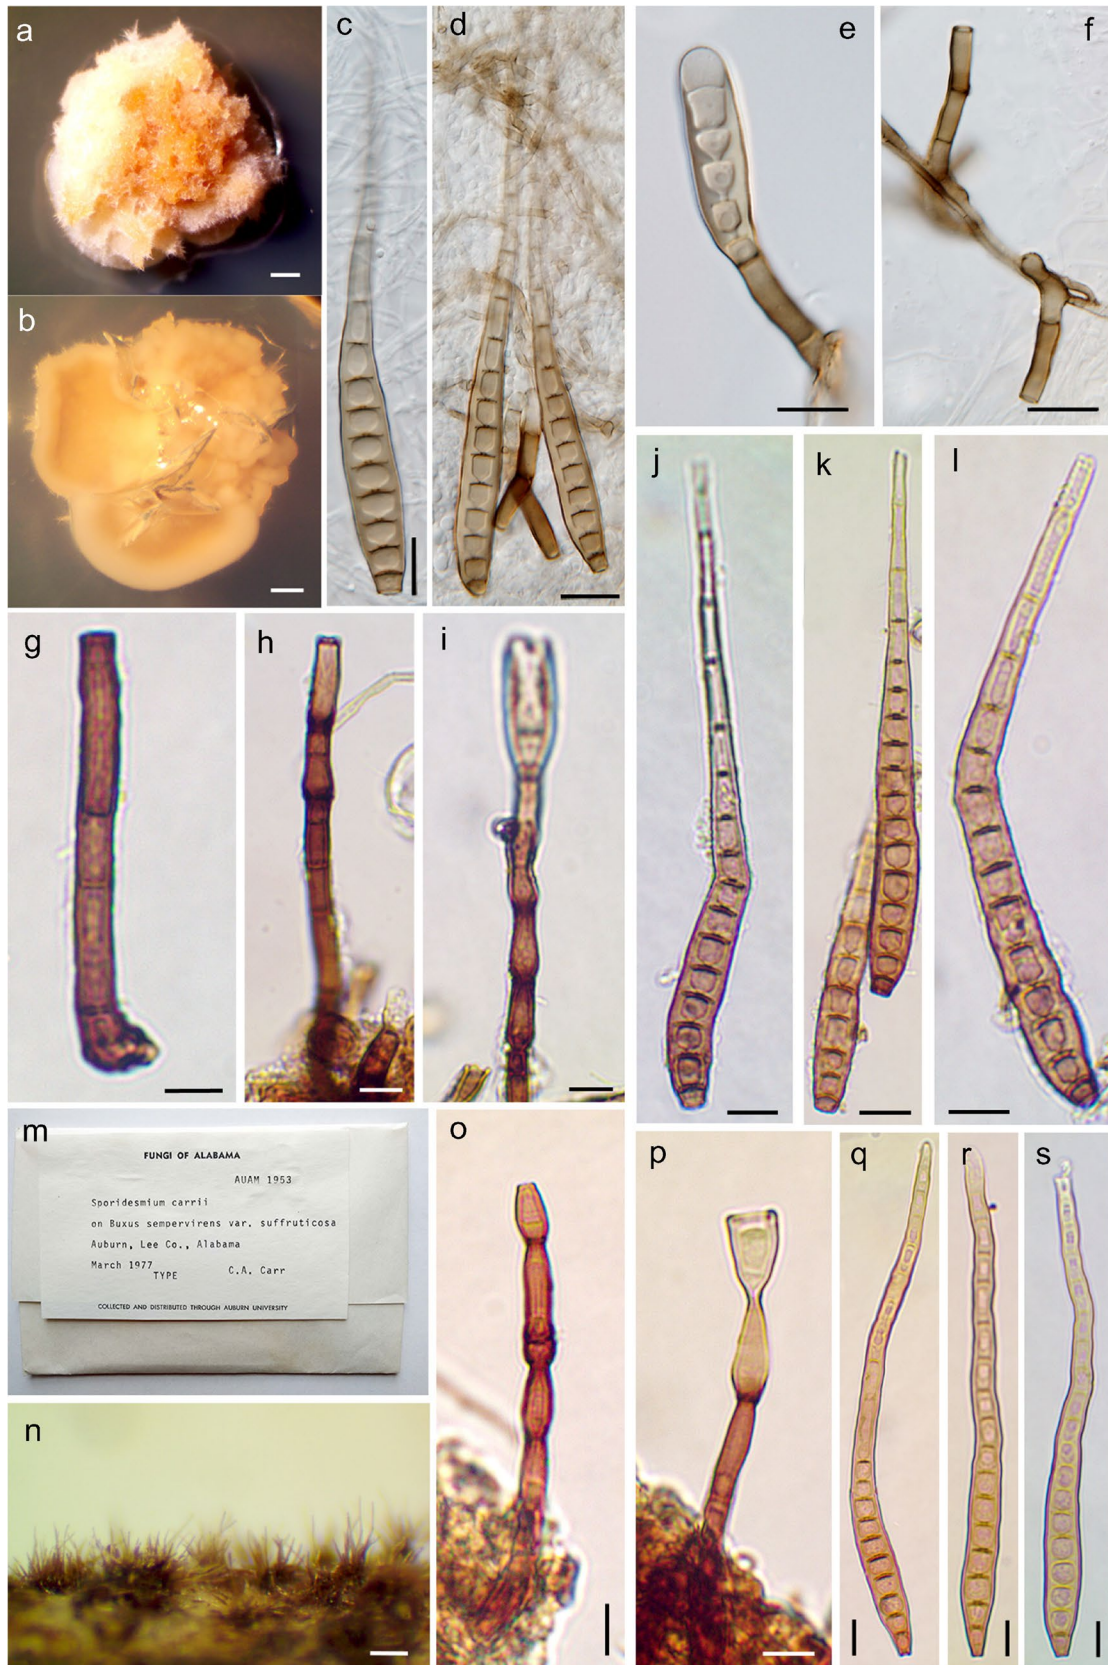 a
b
c
d
e
f
g
h
i
j
k
l
m
FUNGI OF ALABAMA
AUAM 1953
Sporidesmium carrii
on Buxus sempervirens var. suffruticosa
Auburn, Lee Co., Alabama
March 1977
TYPE
C.A. Carr
COLLECTED AND DISTRIBUTED THROUGH AUBURN UNIVERSITY
n
o
p
q
r
s